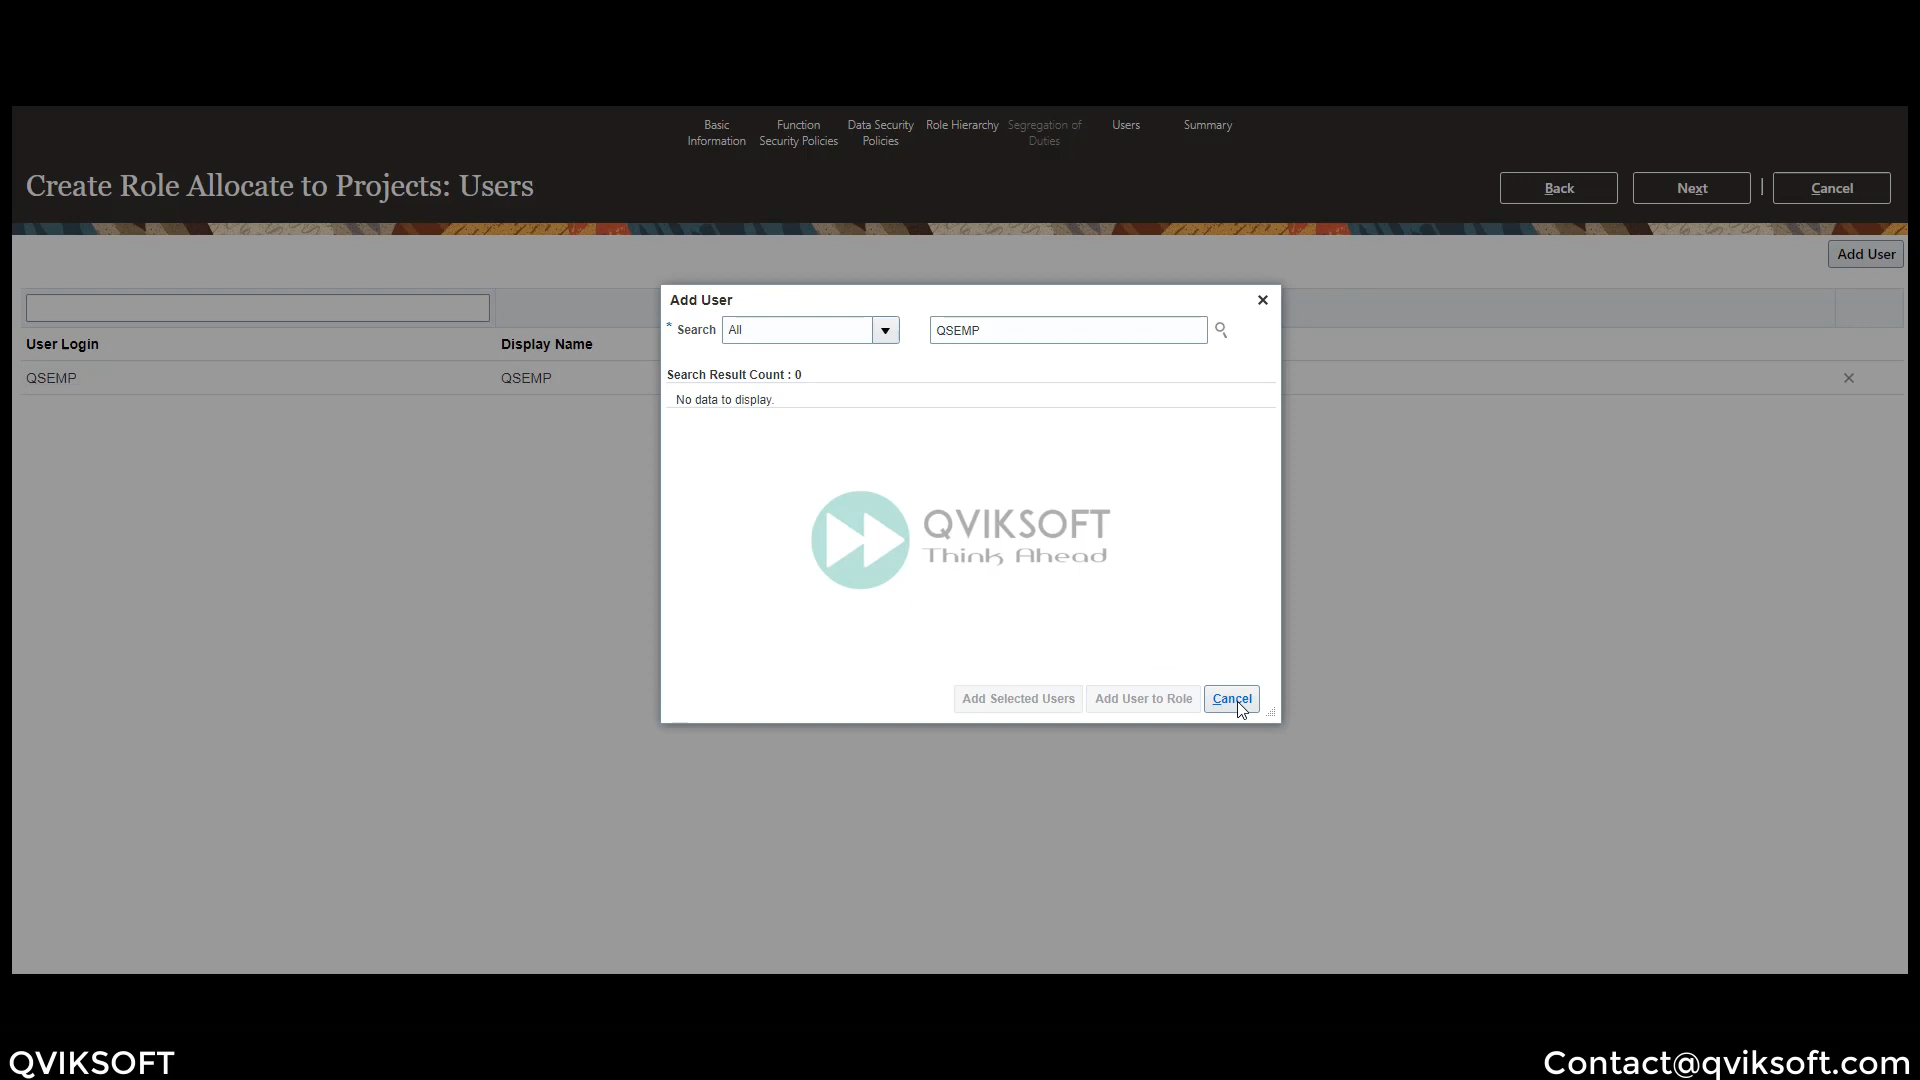 Basic Information
Function Security Policies
Data Security Policies
Role Hierarchy
Segregation of Duties
Users
Summary
Create Role Allocate to Projects: Users
Back
Next
|
Cancel
Add User
Add User
* Search
All
QSEMP
User Login
Display Name
Search Result Count : 0
QSEMP
QSEMP
No data to display.
QVIKSOFT
Think Ahead
Add Selected Users
Add User to Role
Cancel
QVIKSOFT
Contact@qviksoft.com